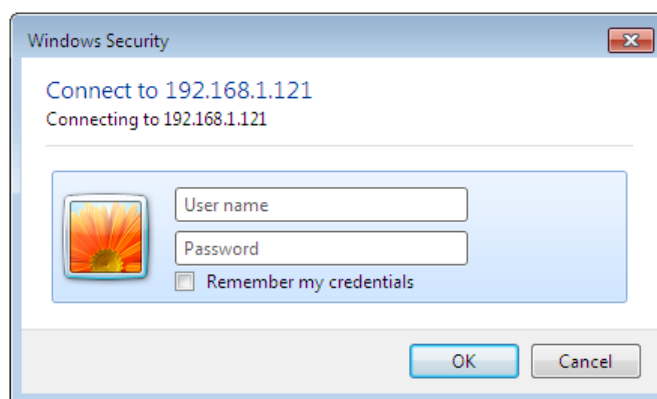 Windows Security
Connect to 192.168.1.121
Connecting to 192.168.1.121
User name
Password
Remember my credentials
OK
Cancel